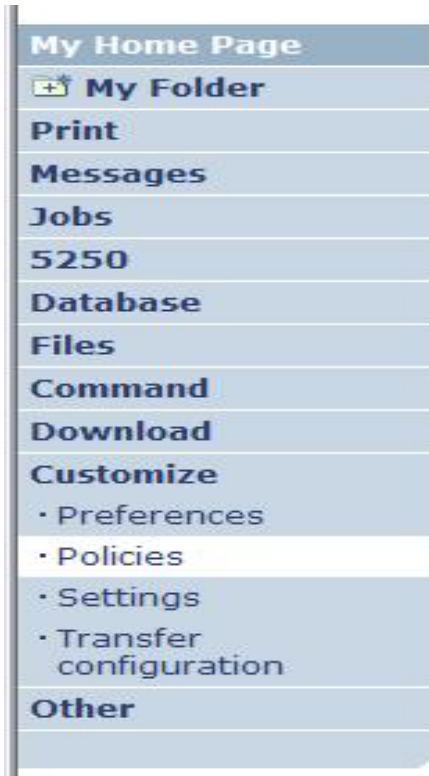 My Home Page
My Folder
Print
Messages
Jobs
5250
Database
Files
Command
Download
Customize
· Preferences
· Policies
· Settings
· Transfer
configuration
Other